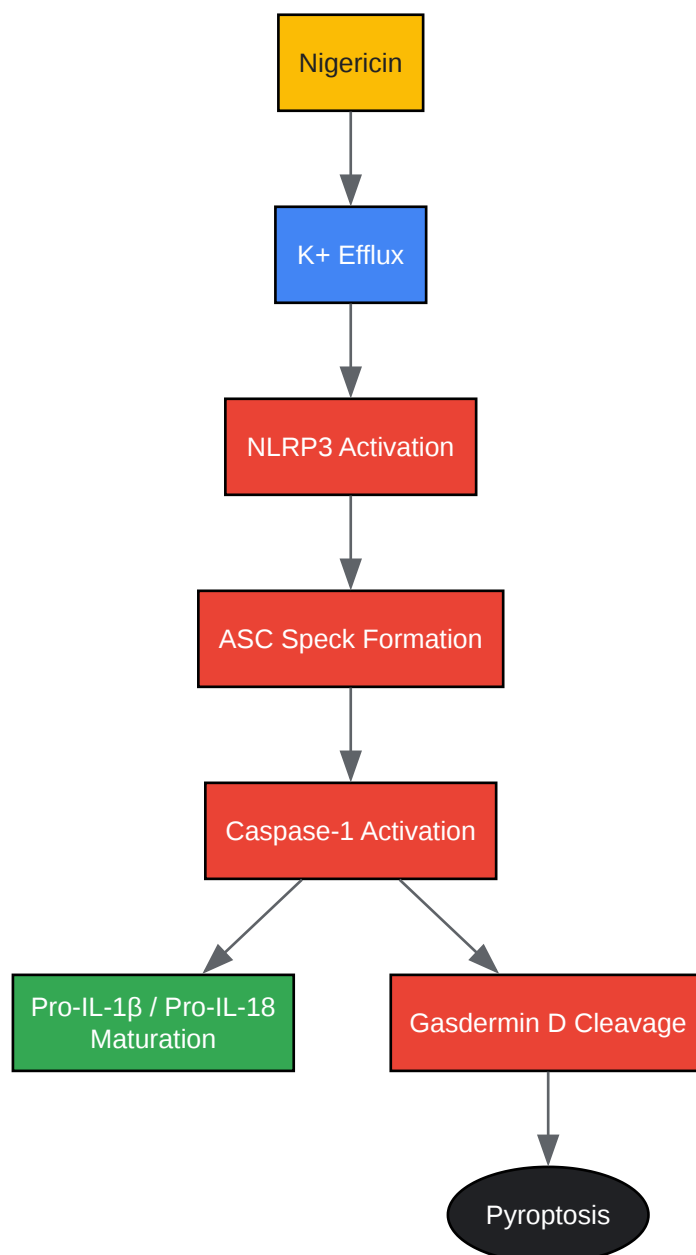 Nigericin
K+ Efflux
NLRP3 Activation
ASC Speck Formation
Caspase-1 Activation
Pro-IL-1β / Pro-IL-18
Maturation
Gasdermin D Cleavage
Pyroptosis